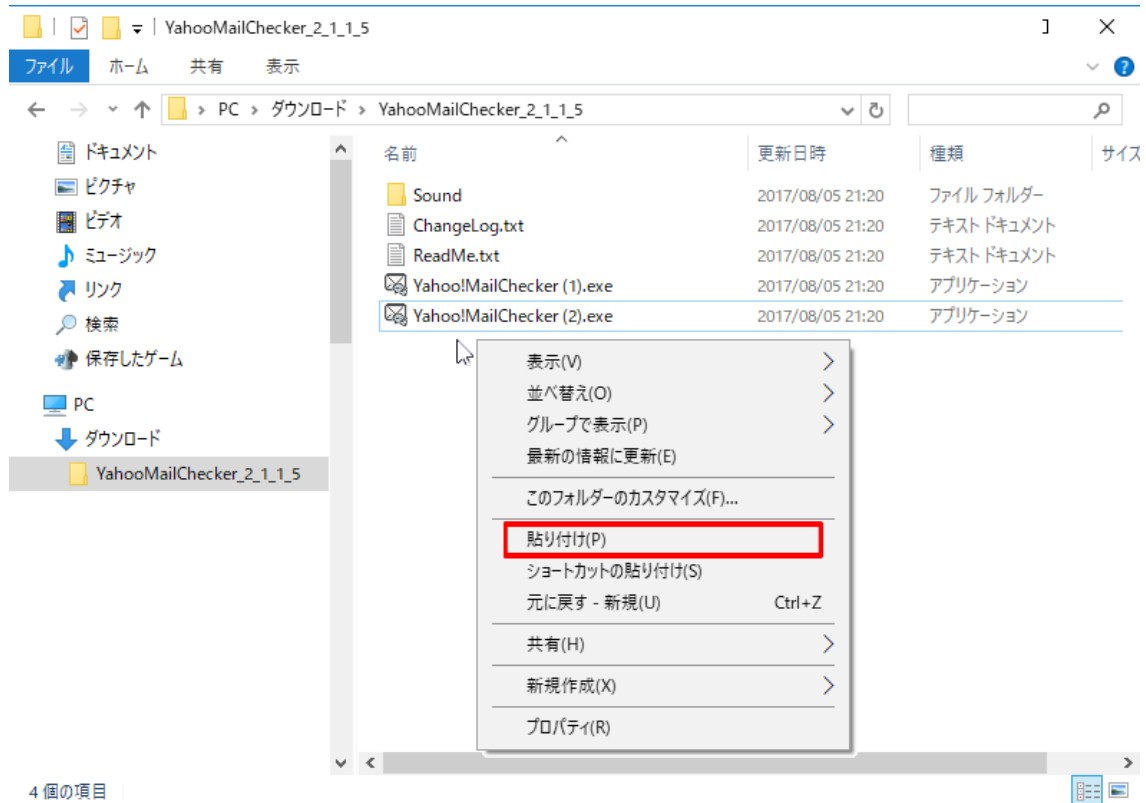 YahooMailChecker_2_1_1_5
ファイル ホーム 共有 表示
PC › ダウンロード › YahooMailChecker_2_1_1_5
ドキュメント
ピクチャ
ビデオ
ミュージック
リンク
検索
保存したゲーム
PC
ダウンロード
YahooMailChecker_2_1_1_5
名前 更新日時 種類 サイズ
Sound 2017/08/05 21:20 ファイル フォルダー
ChangeLog.txt 2017/08/05 21:20 テキスト ドキュメント
ReadMe.txt 2017/08/05 21:20 テキスト ドキュメント
Yahoo!MailChecker (1).exe 2017/08/05 21:20 アプリケーション
Yahoo!MailChecker (2).exe 2017/08/05 21:20 アプリケーション
表示(V)
並べ替え(O)
グループで表示(P)
最新の情報に更新(E)
このフォルダーのカスタマイズ(F)...
貼り付け(P)
ショートカットの貼り付け(S)
元に戻す - 新規(U) Ctrl+Z
共有(H)
新規作成(X)
プロパティ(R)
4 個の項目